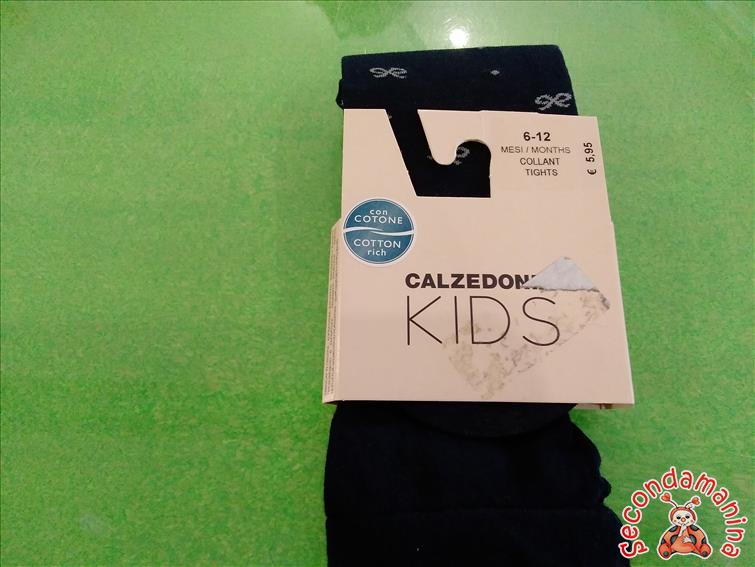 6-12
MESI / MONTHS
COLLANT
TIGHTS
€ 5,95
con
COTONE
COTTON
rich
KIDS
secondamanina